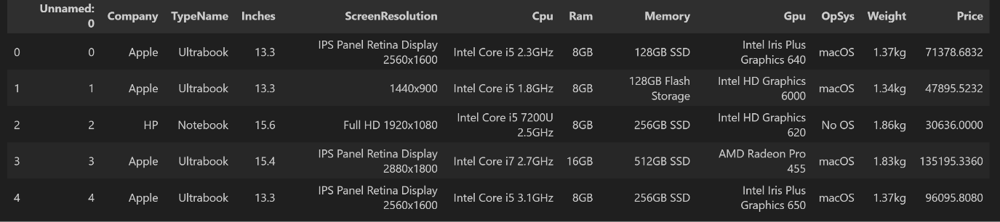 Unnamed: 0 Company TypeName Inches ScreenResolution Cpu Ram Memory Gpu OpSys Weight Price
0 0 Apple Ultrabook 13.3 IPS Panel Retina Display 2560x1600 Intel Core i5 2.3GHz 8GB 128GB SSD Intel Iris Plus Graphics 640 macOS 1.37kg 71378.6832
1 1 Apple Ultrabook 13.3 1440x900 Intel Core i5 1.8GHz 8GB 128GB Flash Storage Intel HD Graphics 6000 macOS 1.34kg 47895.5232
2 2 HP Notebook 15.6 Full HD 1920x1080 Intel Core i5 7200U 2.5GHz 8GB 256GB SSD Intel HD Graphics 620 No OS 1.86kg 30636.0000
3 3 Apple Ultrabook 15.4 IPS Panel Retina Display 2880x1800 Intel Core i7 2.7GHz 16GB 512GB SSD AMD Radeon Pro 455 macOS 1.83kg 135195.3360
4 4 Apple Ultrabook 13.3 IPS Panel Retina Display 2560x1600 Intel Core i5 3.1GHz 8GB 256GB SSD Intel Iris Plus Graphics 650 macOS 1.37kg 96095.8080